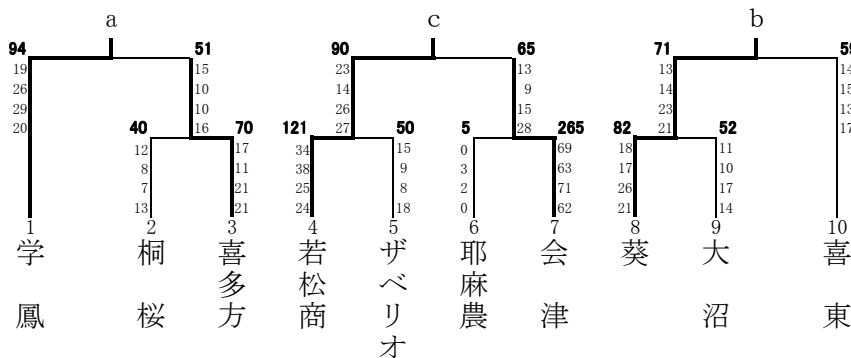 a c b
94 51 90 65 71 59
19 15 23 13 13 14
26 10 14 9 14 15
29 10 26 15 23 13
20 16 27 28 21 17
40 70 121 50 5 265 82 52
12 17 34 15 0 69 18 11
8 11 38 9 3 63 17 10
7 21 25 8 2 71 26 17
13 21 24 18 0 62 21 14
1 2 3 4 5 6 7 8 9 10
学鳳
桐桜
喜多方
若松商
ザベリオ
耶麻農
会津
葵
大沼
喜東